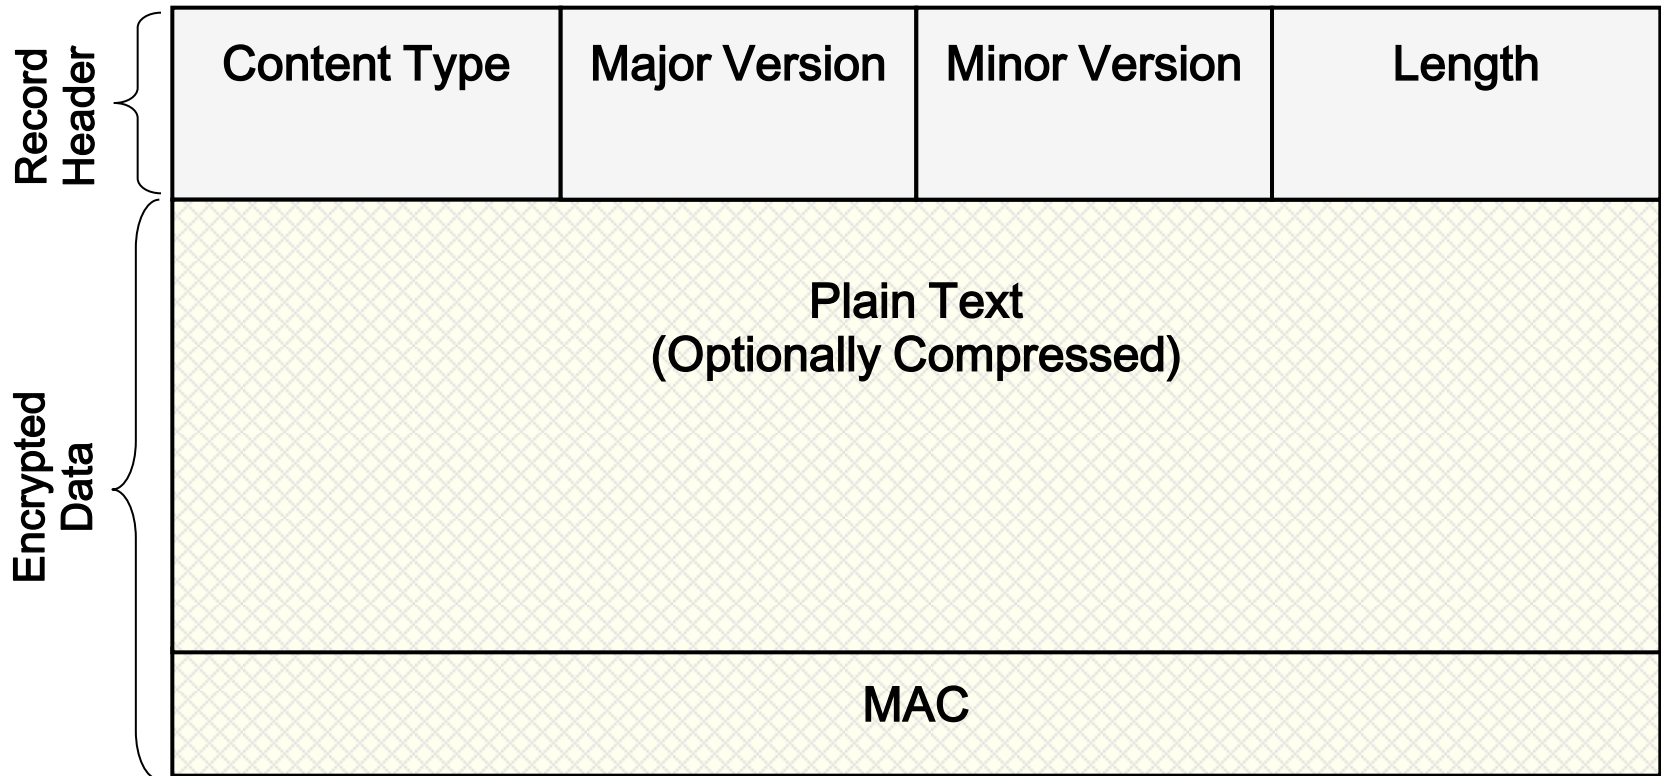 Record
Header
Content Type
Major Version
Minor Version
Length
Encrypted
Data
Plain Text
(Optionally Compressed)
MAC